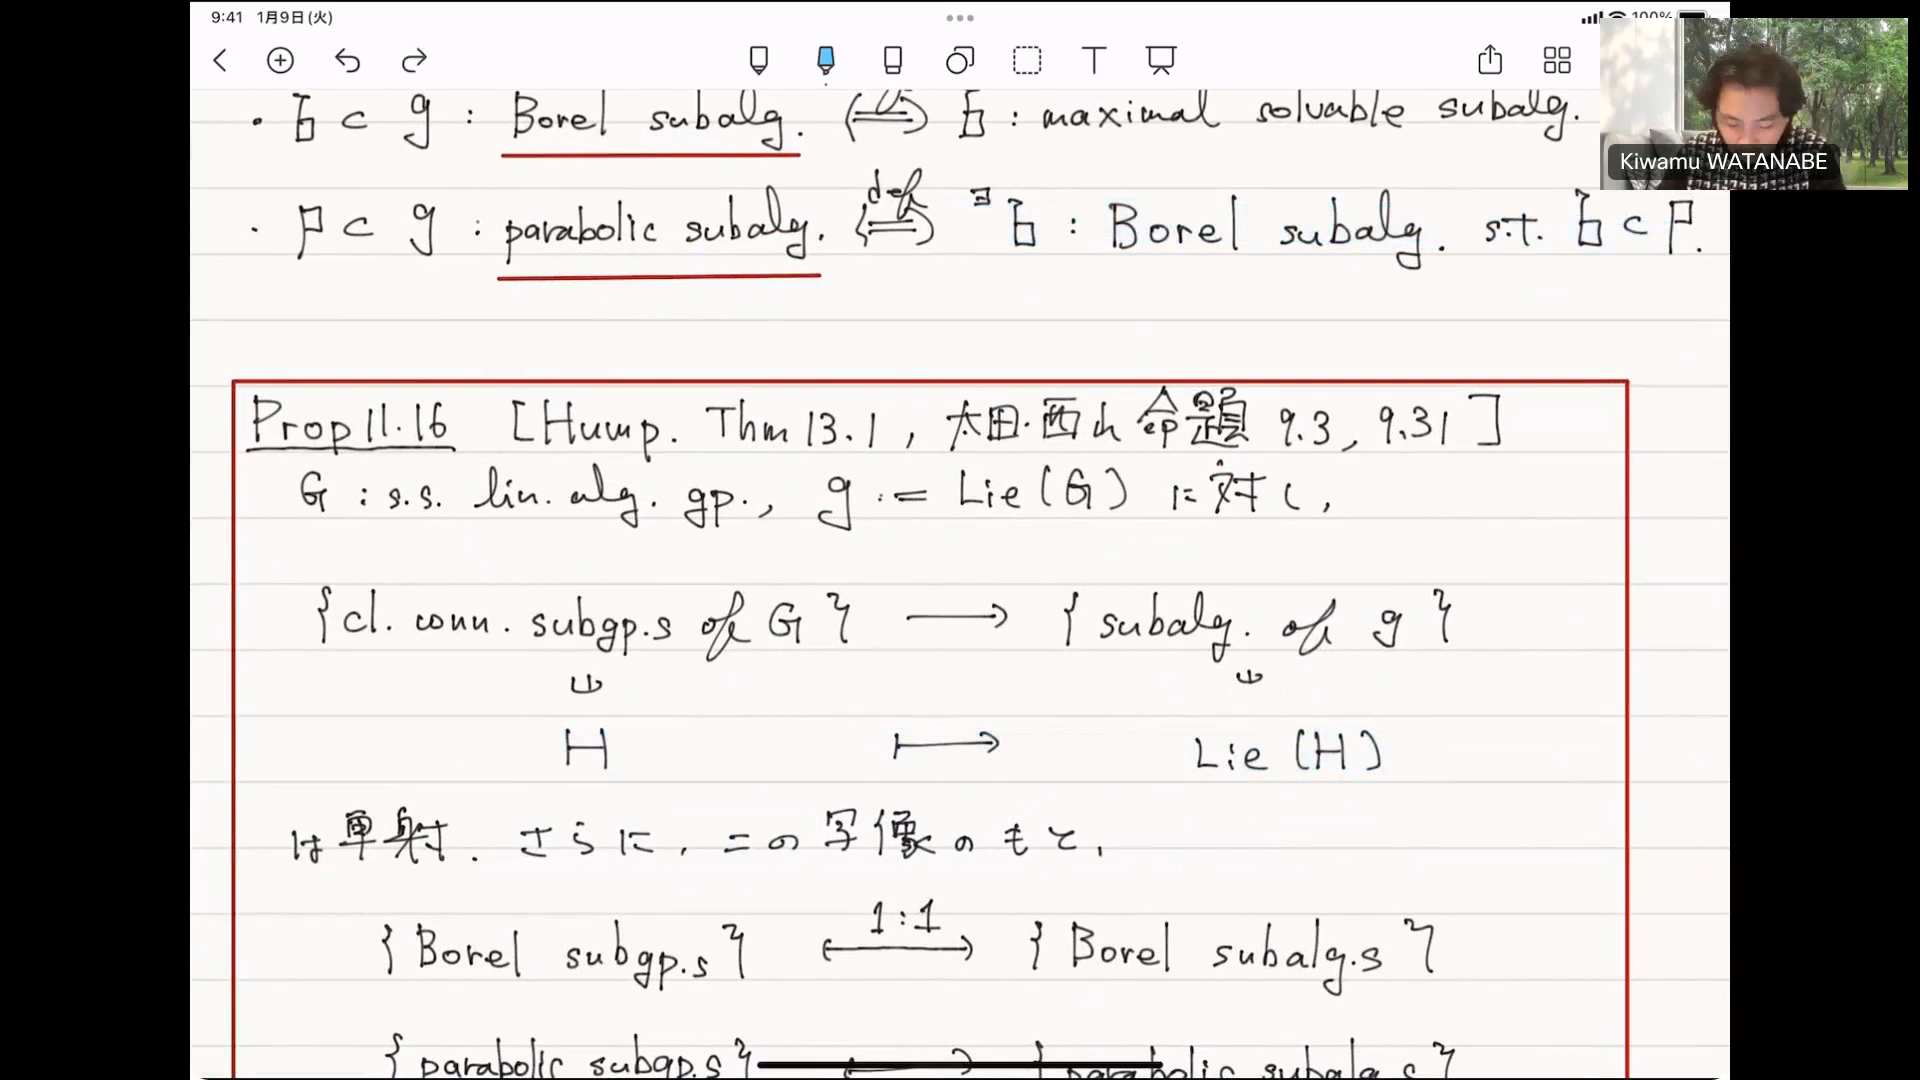 9:41 1月9日(火)
100%
Kiwamu WATANABE
・𝔟 ⊂ 𝔤 : Borel subalg. ⇔ 𝔟 : maximal solvable subalg.
・𝔭 ⊂ 𝔤 : parabolic subalg. ⇔ def ∃𝔟 : Borel subalg. s.t. 𝔟 ⊂ 𝔭.
Prop 11.16 [Hump. Thm 13.1, 太田・西山 命題 9.3, 9.31]
G : s.s. lin. alg. gp., 𝔤 := Lie(G) に対し,
{cl. conn. subgp.s of G} → {subalg. of 𝔤}
∪ ∪
H ↦ Lie(H)
は単射. さらに, この写像のもと,
1:1
{Borel subgp.s} ↔ {Borel subalg.s}
{parabolic subgp.s} ↔ {parabolic subalg.s}